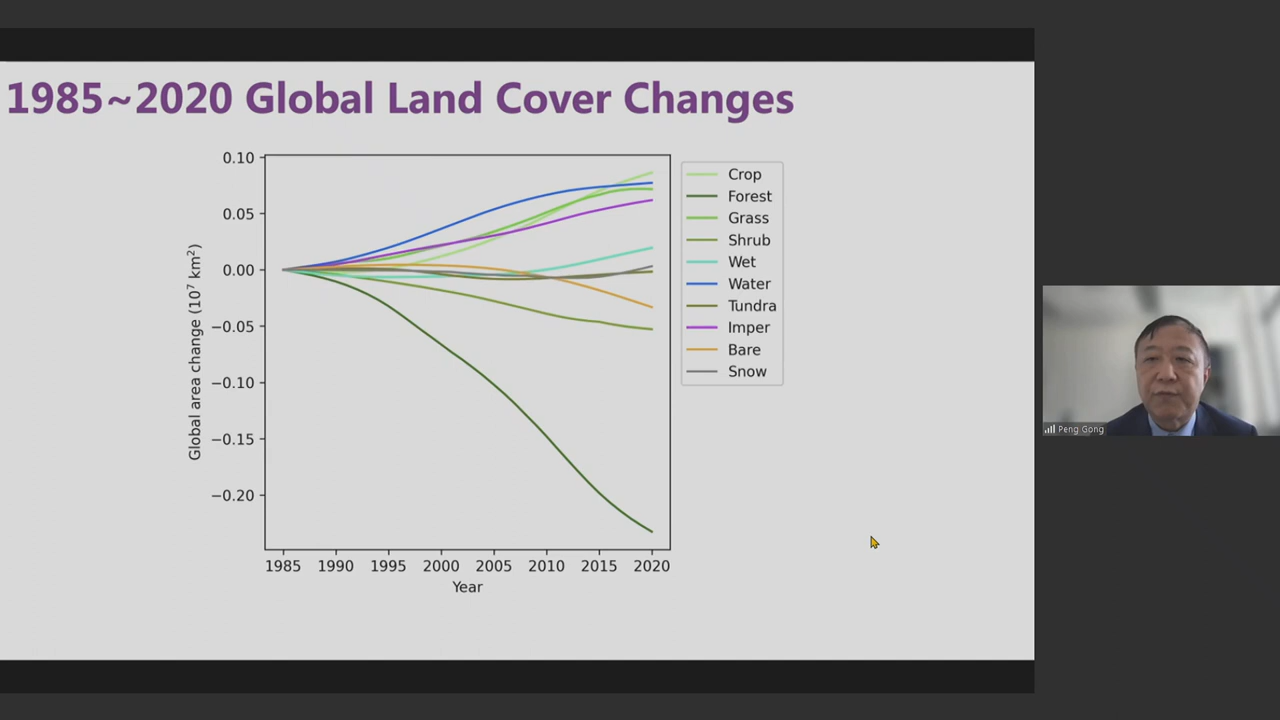 1985~2020 Global Land Cover Changes
0.10
0.05
0.00
−0.05
−0.10
−0.15
−0.20
Global area change (10⁷ km²)
1985 1990 1995 2000 2005 2010 2015 2020
Year
Crop
Forest
Grass
Shrub
Wet
Water
Tundra
Imper
Bare
Snow
Peng Gong